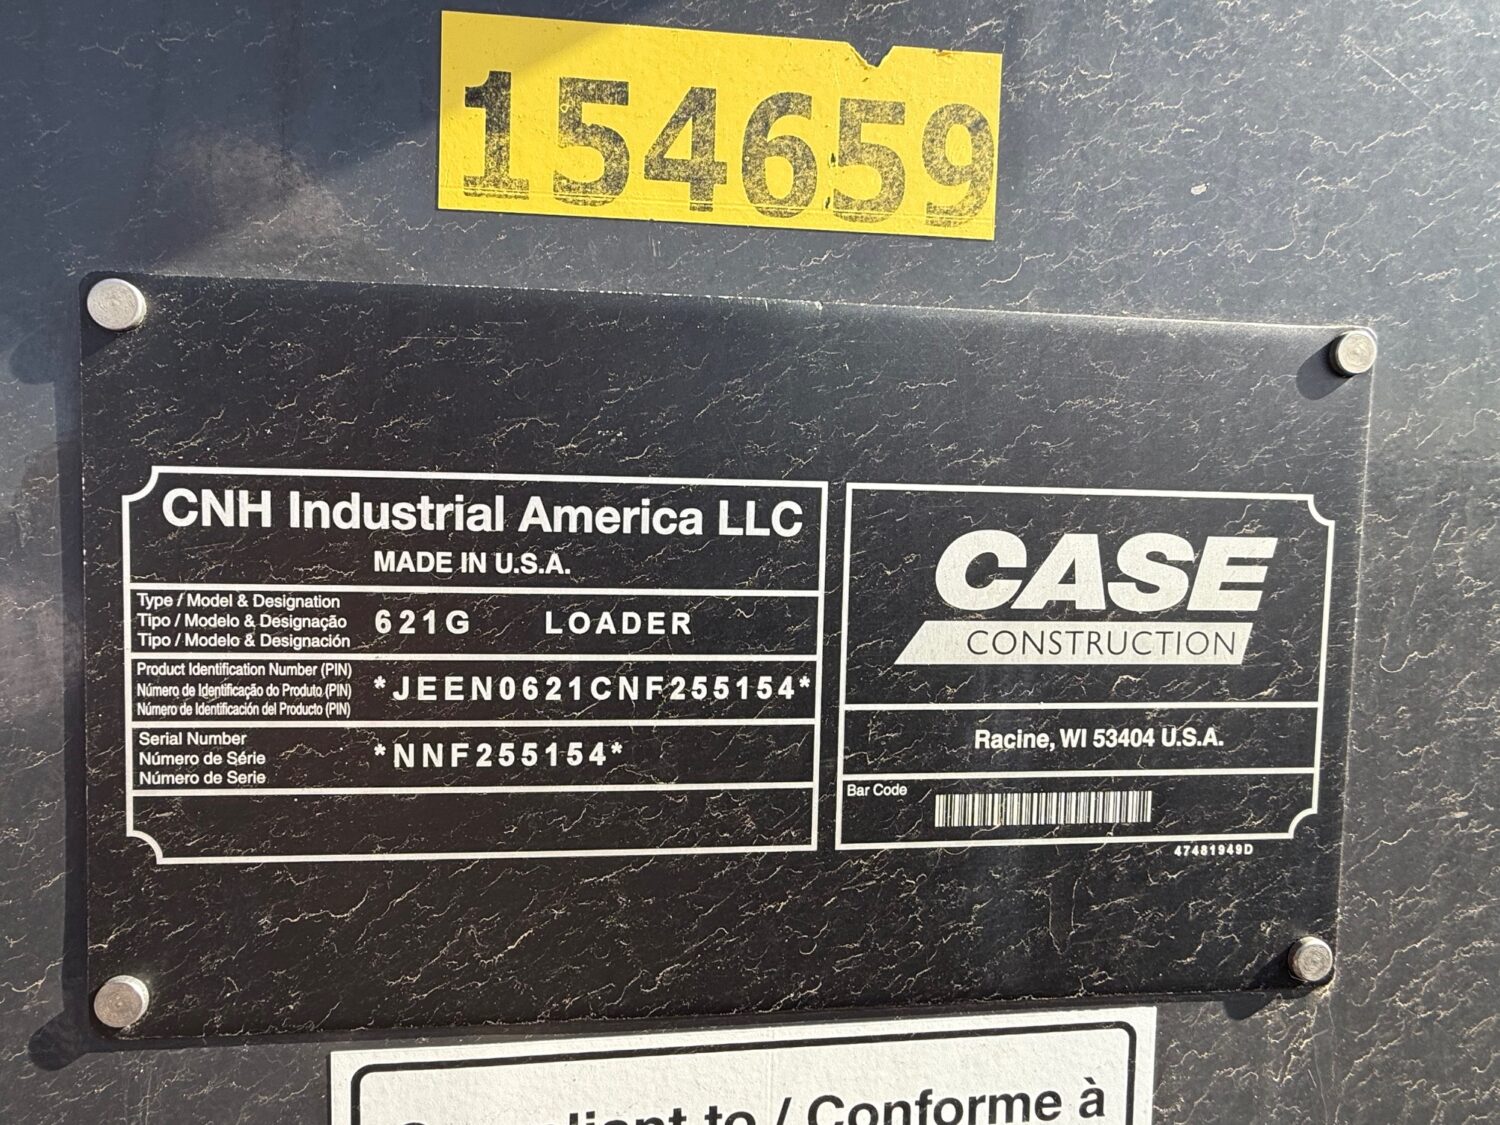 154659
CNH Industrial America LLC
MADE IN U.S.A.
Type / Model & Designation
Tipo / Modelo & Designação
Tipo / Modelo & Designación
621G LOADER
Product Identification Number (PIN)
Número de Identificação do Produto (PIN)
Número de Identificación del Producto (PIN)
*JEEN0621CNF255154*
Serial Number
Número de Série
Número de Serie
*NNF255154*
CASE
CONSTRUCTION
Racine, WI 53404 U.S.A.
Bar Code
47481949D
to / Conforme à